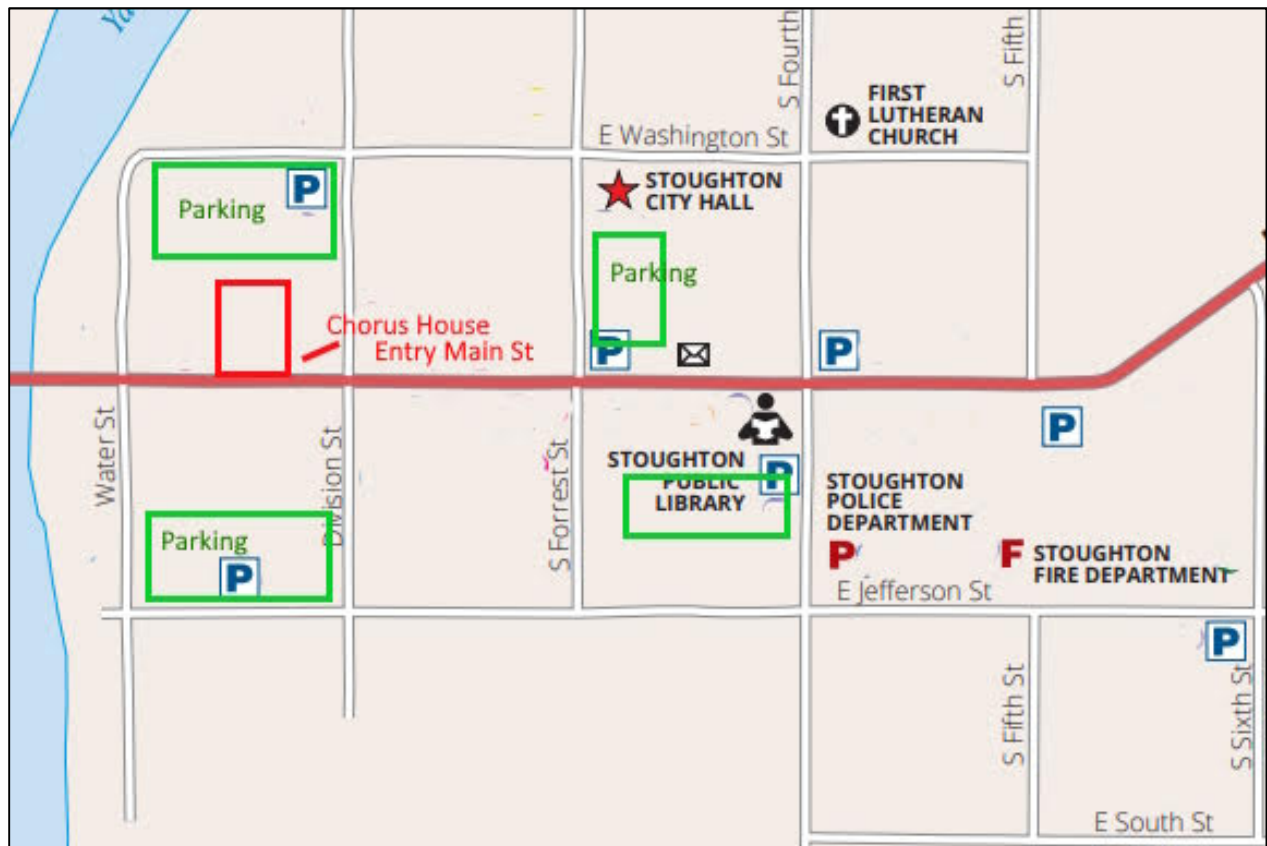 Ya
S Fourth
S Fifth
FIRST
LUTHERAN
CHURCH
E Washington St
P
Parking
STOUGHTON
CITY HALL
Parking
Chorus House
Entry Main St
P
P
Water St
Division St
S Forrest St
P
STOUGHTON
PUBLIC
LIBRARY
P
STOUGHTON
POLICE
DEPARTMENT
P
Parking
P
F
STOUGHTON
FIRE DEPARTMENT
E Jefferson St
P
S Fifth St
S Sixth St
E South St